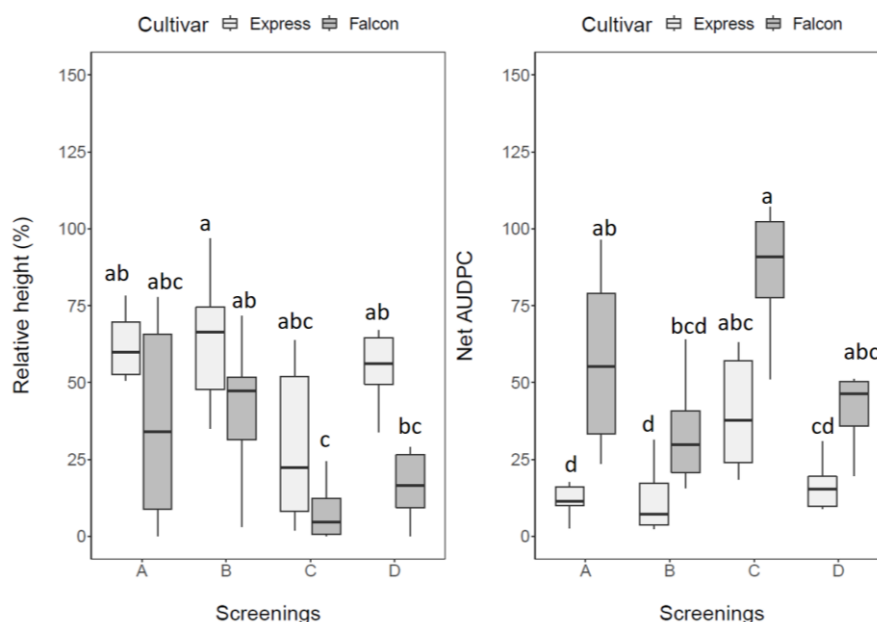 Cultivar Express Falcon
Relative height (%)
150
125
100
75
50
25
0
ab
abc
a
ab
abc
c
ab
bc
A B C D
Screenings
Cultivar Express Falcon
Net AUDPC
150
125
100
75
50
25
0
d
ab
d
bcd
abc
a
cd
abc
A B C D
Screenings